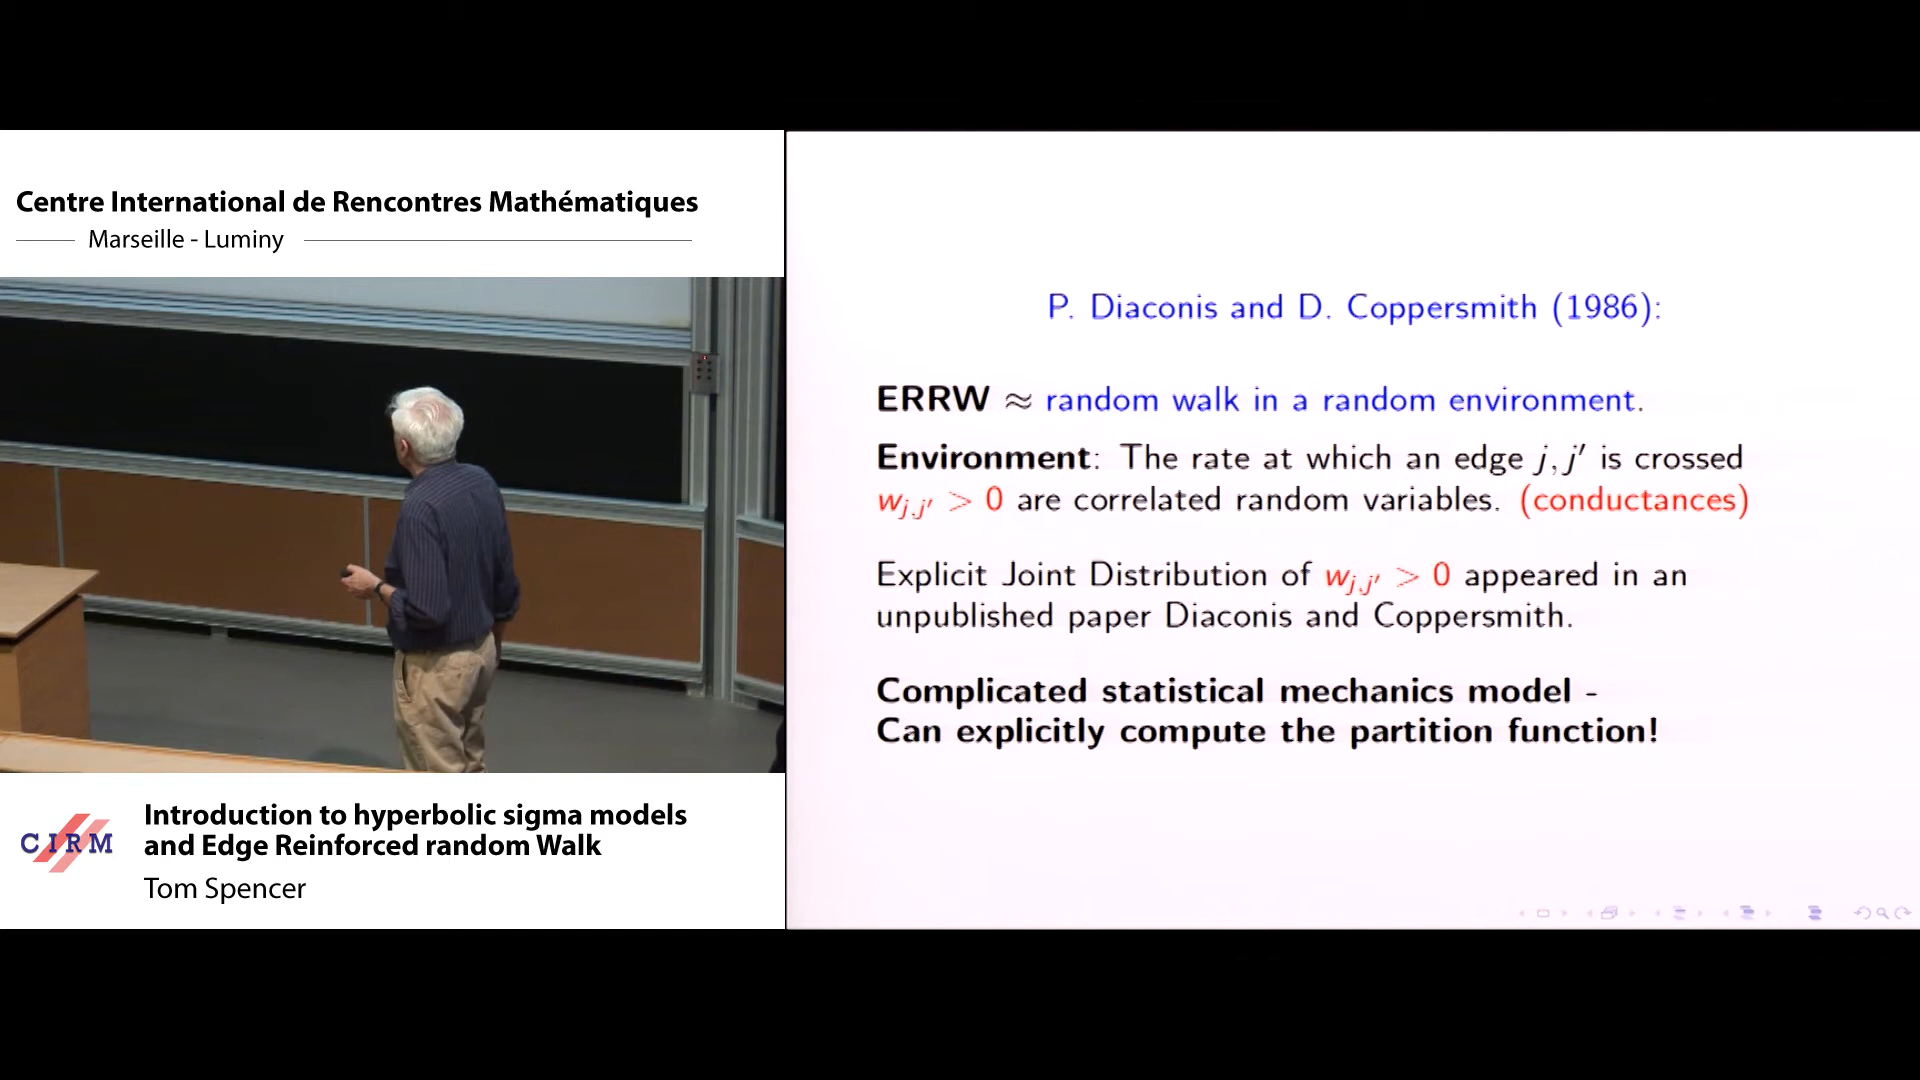 Centre International de Rencontres Mathématiques
Marseille - Luminy
P. Diaconis and D. Coppersmith (1986):
ERRW ≈ random walk in a random environment.
Environment: The rate at which an edge j, j′ is crossed
w_{j,j′} > 0 are correlated random variables. (conductances)
Explicit Joint Distribution of w_{j,j′} > 0 appeared in an
unpublished paper Diaconis and Coppersmith.
Complicated statistical mechanics model -
Can explicitly compute the partition function!
CIRM
Introduction to hyperbolic sigma models
and Edge Reinforced random Walk
Tom Spencer